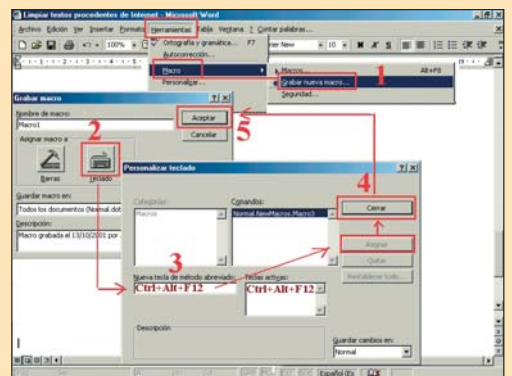 Limpiar textos procedentes de Internet - Microsoft Word
Archivo Edición Ver Insertar Formato Herramientas Tabla Ventana ? Contar palabras...
100%
Ortografía y gramática... F7
Autocorrección...
Macro
Personalizar...
Macros... Alt+F8
Grabar nueva macro...
Seguridad...
1
Grabar macro
Nombre de macro:
Macro1
Aceptar
Cancelar
5
Asignar macro a
2
Barras
Teclado
Guardar macro en:
Todos los documentos (Normal.dot
Descripción:
Macro grabada el 13/10/2001 por
Personalizar teclado
Categorías:
Macros
Comandos:
Normal.NewMacros.Macro3
4
Cerrar
Asignar
Quitar
Restablecer todo...
3
Nueva tecla de método abreviado:
Ctrl+Alt+F12
Teclas activas:
Ctrl+Alt+F12
Descripción
Guardar cambios en:
Normal
Español (Es